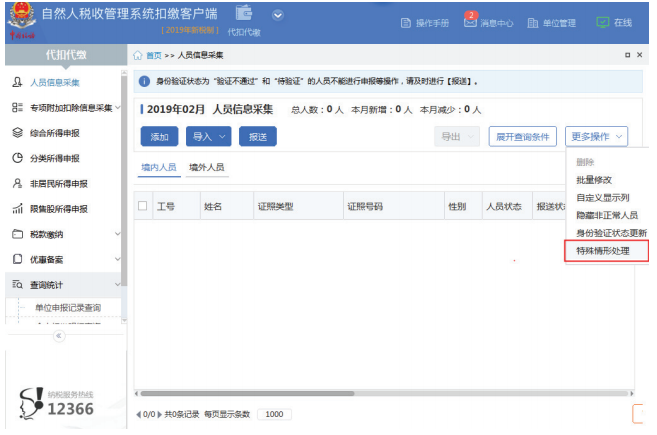 自然人税收管理系统扣缴客户端
[2019年新税制] 代扣代缴
操作手册 2 消息中心 单位管理 在线
代扣代缴
首页 >> 人员信息采集
人员信息采集
专项附加扣除信息采集
综合所得申报
分类所得申报
非居民所得申报
限售股所得申报
税款缴纳
优惠备案
查询统计
单位申报记录查询
纳税服务热线
12366
身份验证状态为“验证不通过”和“待验证”的人员不能进行申报等操作，请及时进行【报送】。
2019年02月 人员信息采集 总人数：0 人 本月新增：0 人 本月减少：0 人
添加 导入 报送 导出 展开查询条件 更多操作
境内人员 境外人员
工号 姓名 证照类型 证照号码 性别 人员状态 报送状
删除
批量修改
自定义显示列
隐藏非正常人员
身份验证状态更新
特殊情形处理
0/0 共0条记录 每页显示条数 1000